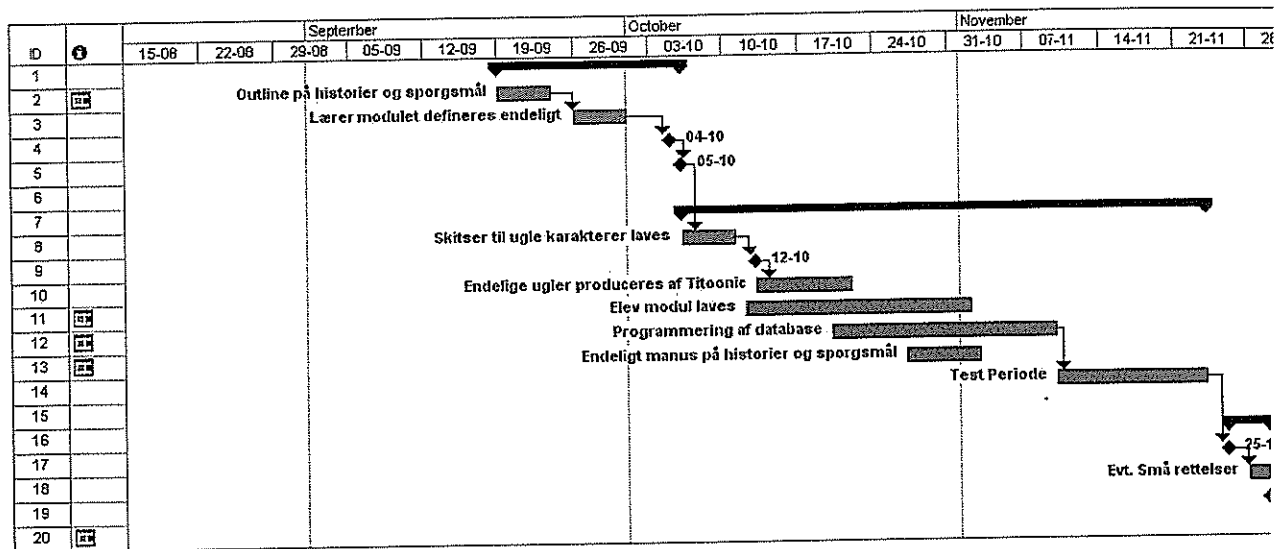 September October November
ID 15-08 22-08 29-08 05-09 12-09 19-09 26-09 03-10 10-10 17-10 24-10 31-10 07-11 14-11 21-11
1
2 Outline på historier og sporgsmål
3 Lærer modulet defineres endeligt
4 04-10
5 05-10
6
7
8 Skitser til ugle karakterer laves
9 12-10
10 Endelige ugler produceres af Titoonic
11 Elev modul laves
12 Programmering af database
13 Endeligt manus på historier og sporgsmål
14 Test Periode
15
16
17 Evt. Små rettelser
18
19
20